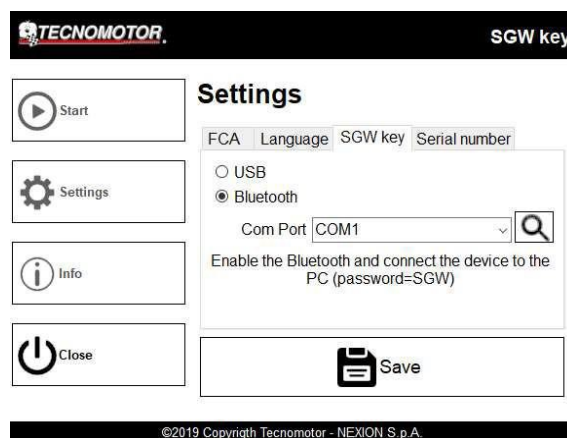 TECNOMOTOR.
SGW key
Start
Settings
Info
Close
Settings
FCA Language SGW key Serial number
USB
Bluetooth
Com Port COM1
Enable the Bluetooth and connect the device to the
PC (password=SGW)
Save
©2019 Copyrigth Tecnomotor - NEXION S.p.A.